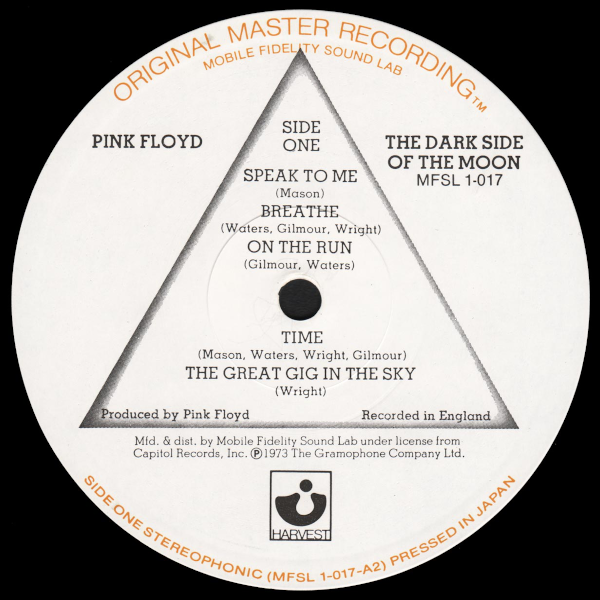 ORIGINAL MASTER RECORDING™
MOBILE FIDELITY SOUND LAB
PINK FLOYD
SIDE
ONE
THE DARK SIDE
OF THE MOON
MFSL 1-017
SPEAK TO ME
(Mason)
BREATHE
(Waters, Gilmour, Wright)
ON THE RUN
(Gilmour, Waters)
TIME
(Mason, Waters, Wright, Gilmour)
THE GREAT GIG IN THE SKY
(Wright)
Produced by Pink Floyd
Recorded in England
Mfd. & dist. by Mobile Fidelity Sound Lab under license from
Capitol Records, Inc. ℗1973 The Gramophone Company Ltd.
HARVEST
SIDE ONE STEREOPHONIC (MFSL 1-017-A2) PRESSED IN JAPAN